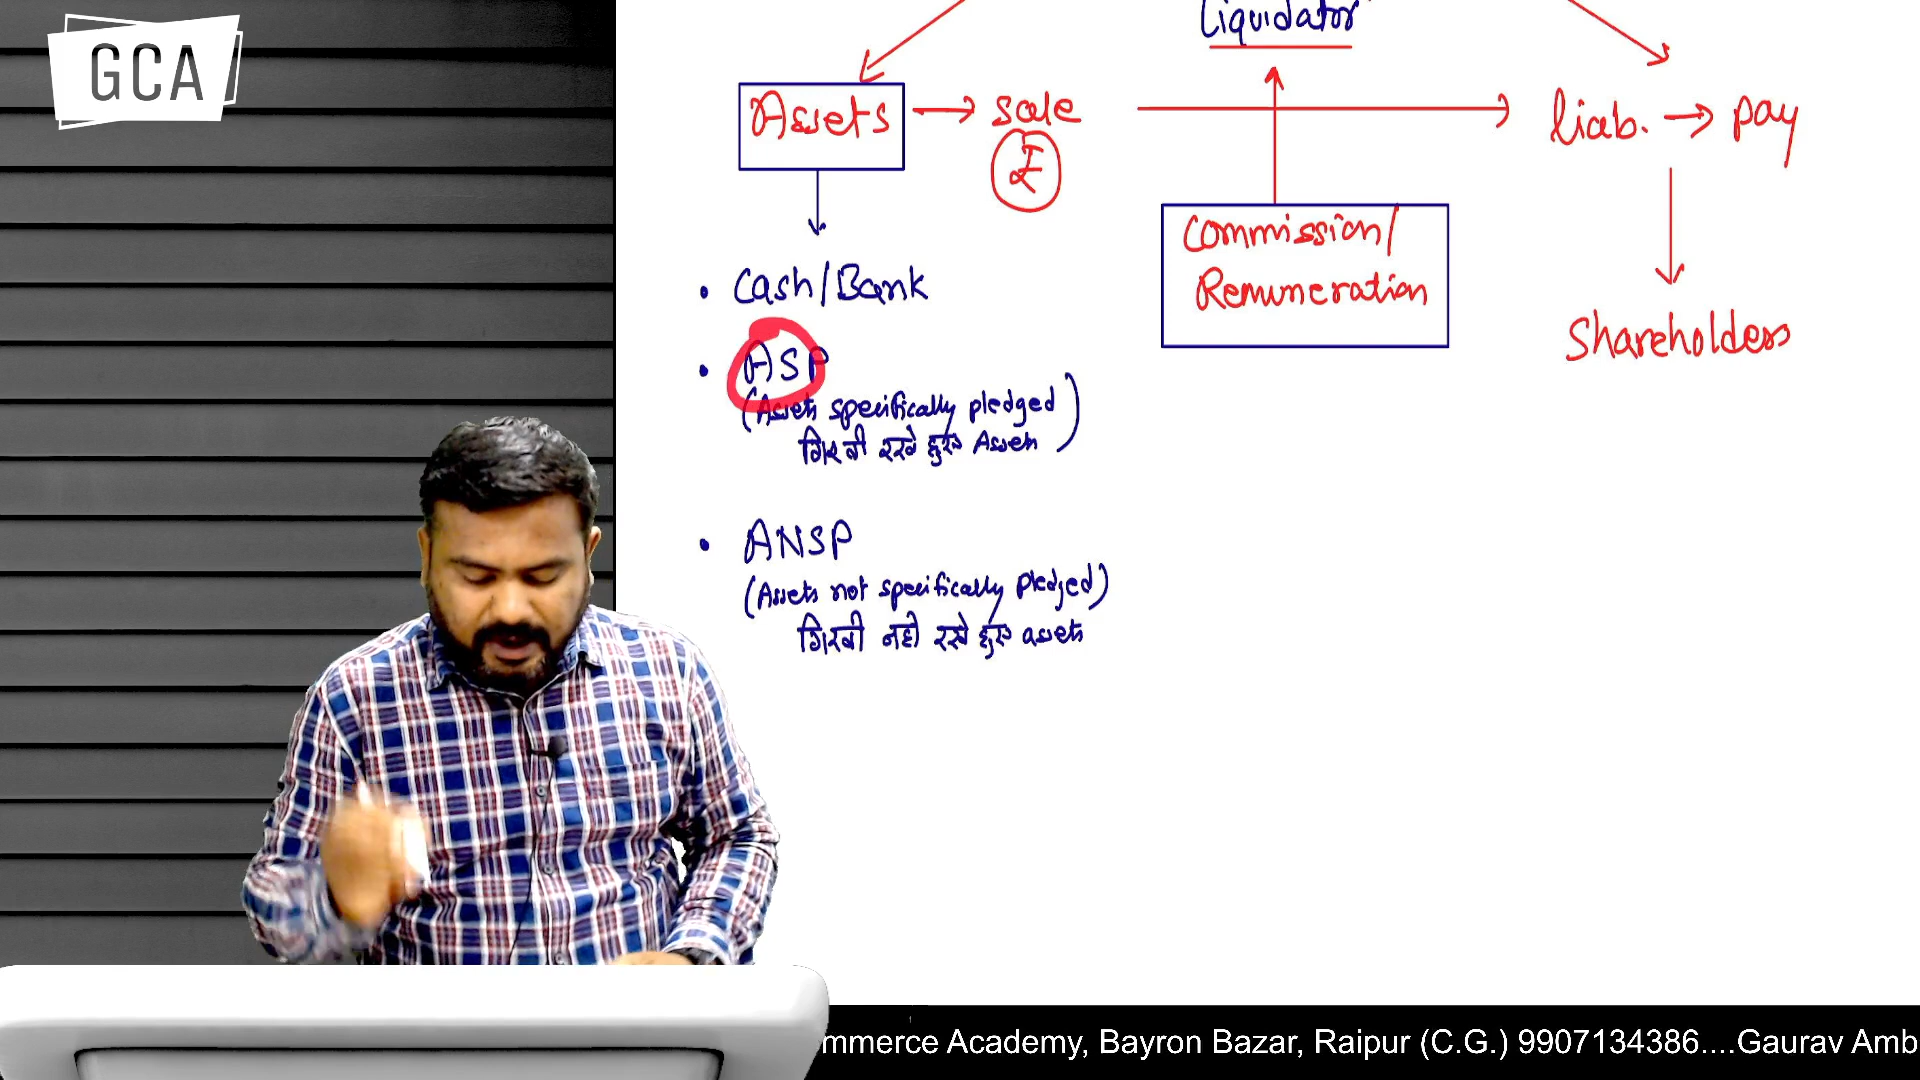 GCA
Liquidator
Assets → sale → liab. → pay
₹
Commission/
Remuneration
Shareholders
• Cash/Bank
• ASP
(Assets specifically pledged)
गिरवी रखे हुए Assets
• ANSP
(Assets not specifically pledged)
गिरवी नही रखे हुए assets
mmerce Academy, Bayron Bazar, Raipur (C.G.) 9907134386....Gaurav Amb